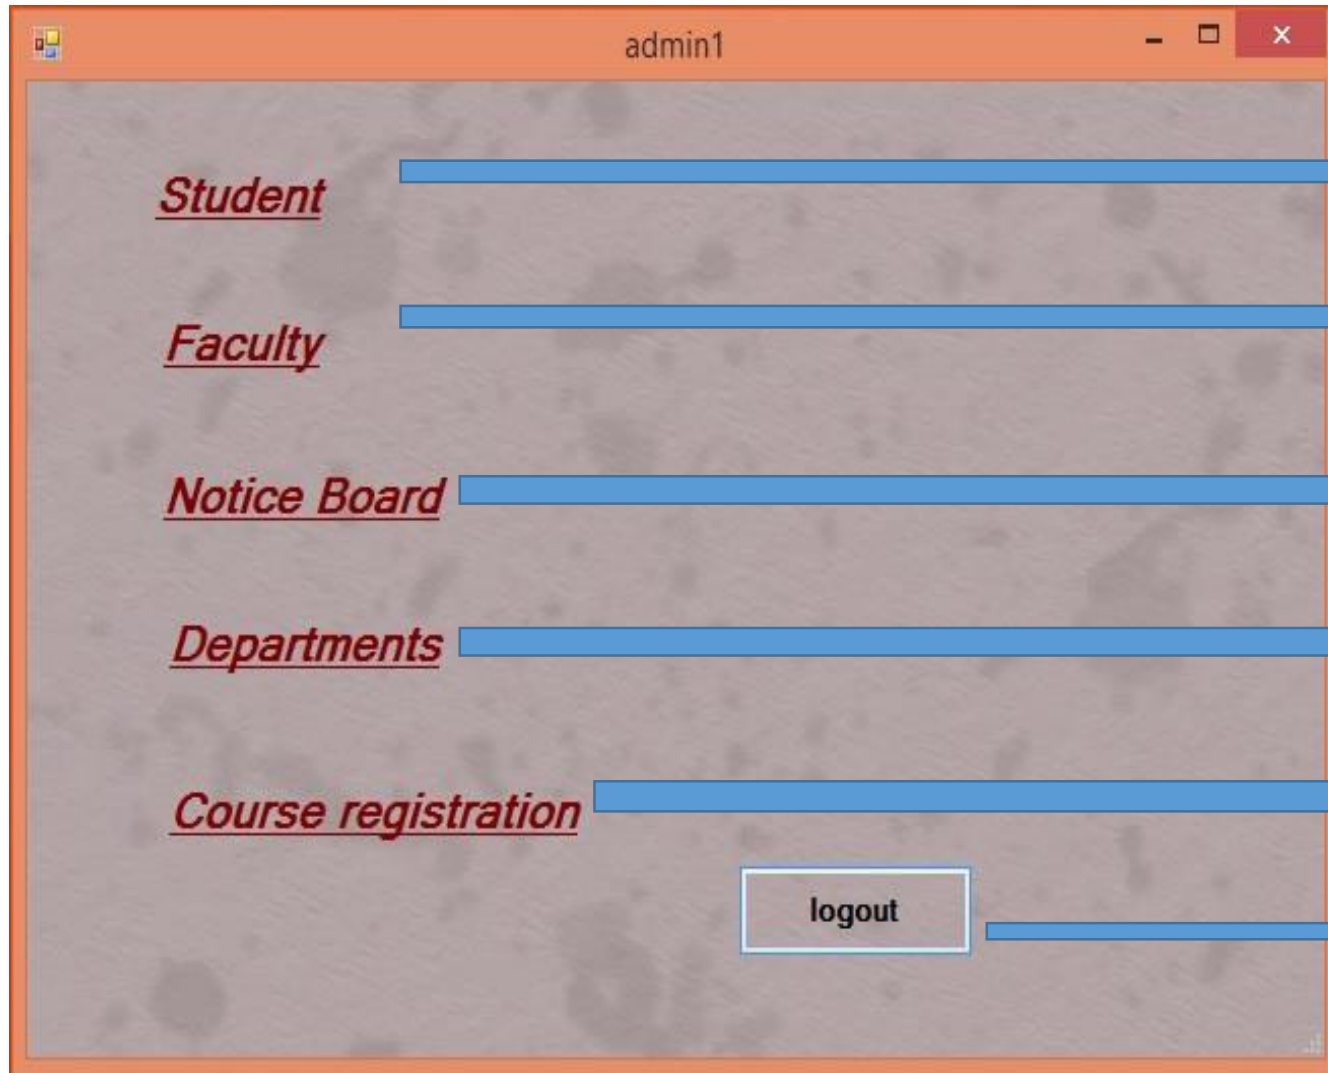 admin1
Student
Faculty
Notice Board
Departments
Course registration
logout